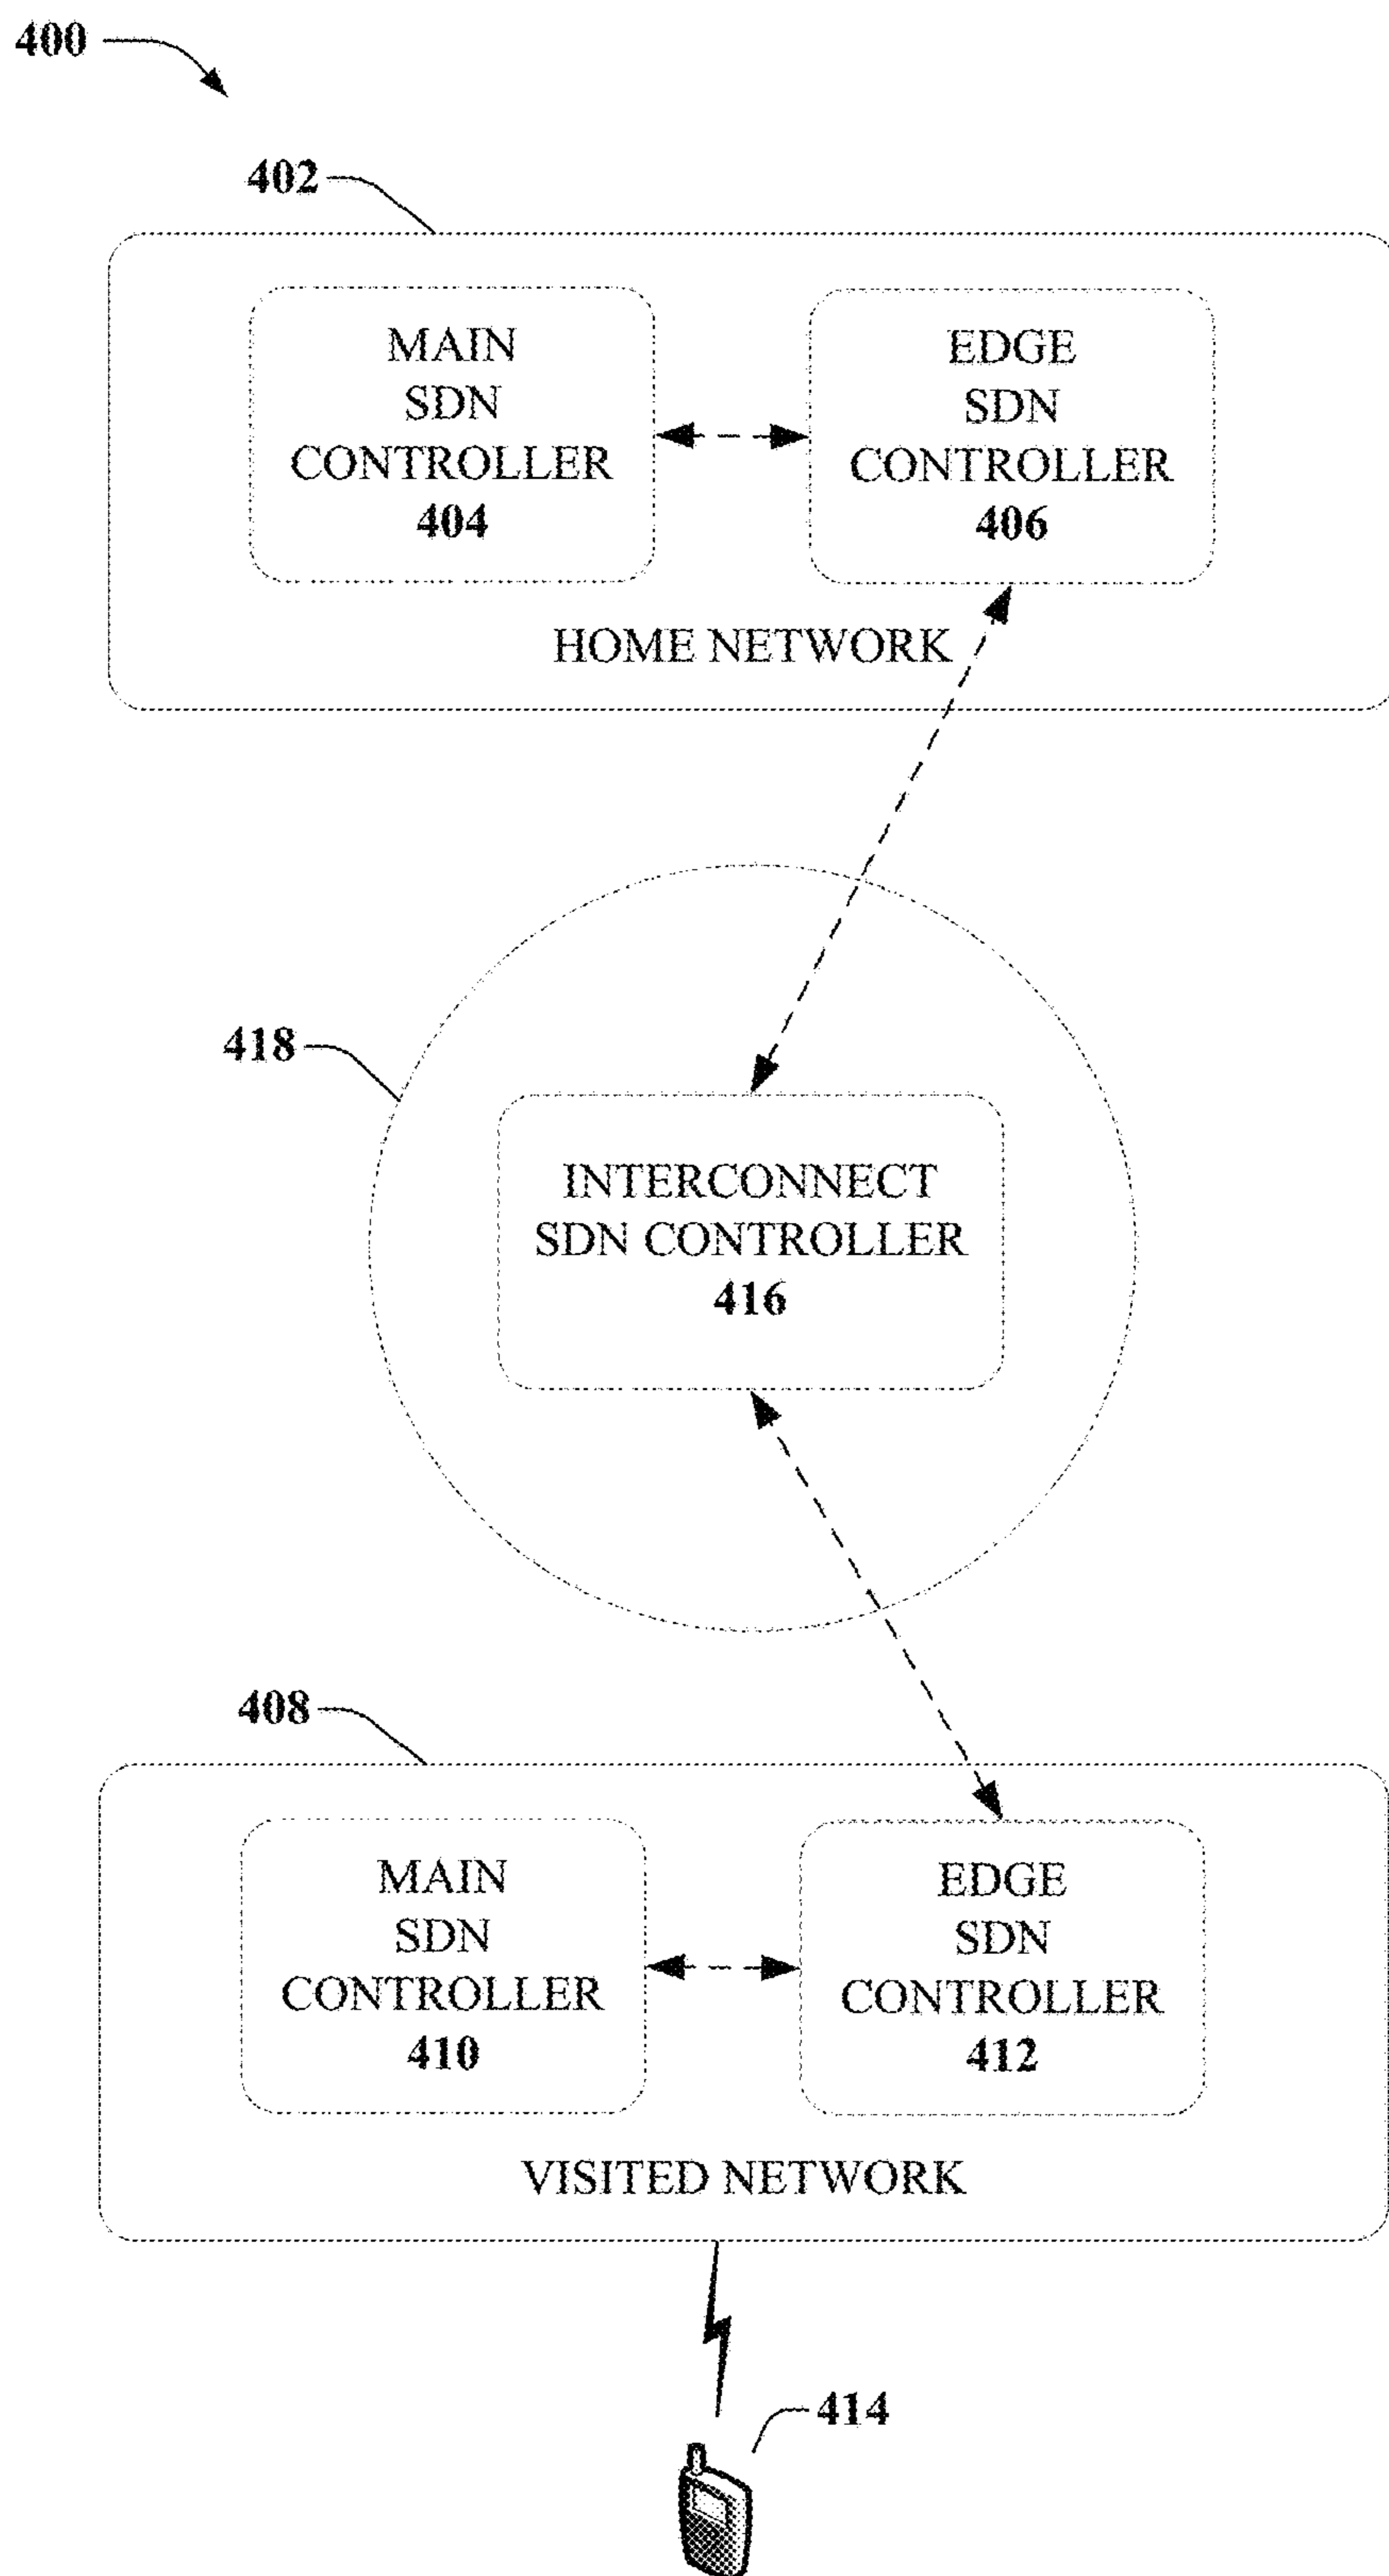 400
402
MAIN
SDN
CONTROLLER
404
EDGE
SDN
CONTROLLER
406
HOME NETWORK
418
INTERCONNECT
SDN CONTROLLER
416
408
MAIN
SDN
CONTROLLER
410
EDGE
SDN
CONTROLLER
412
VISITED NETWORK
414